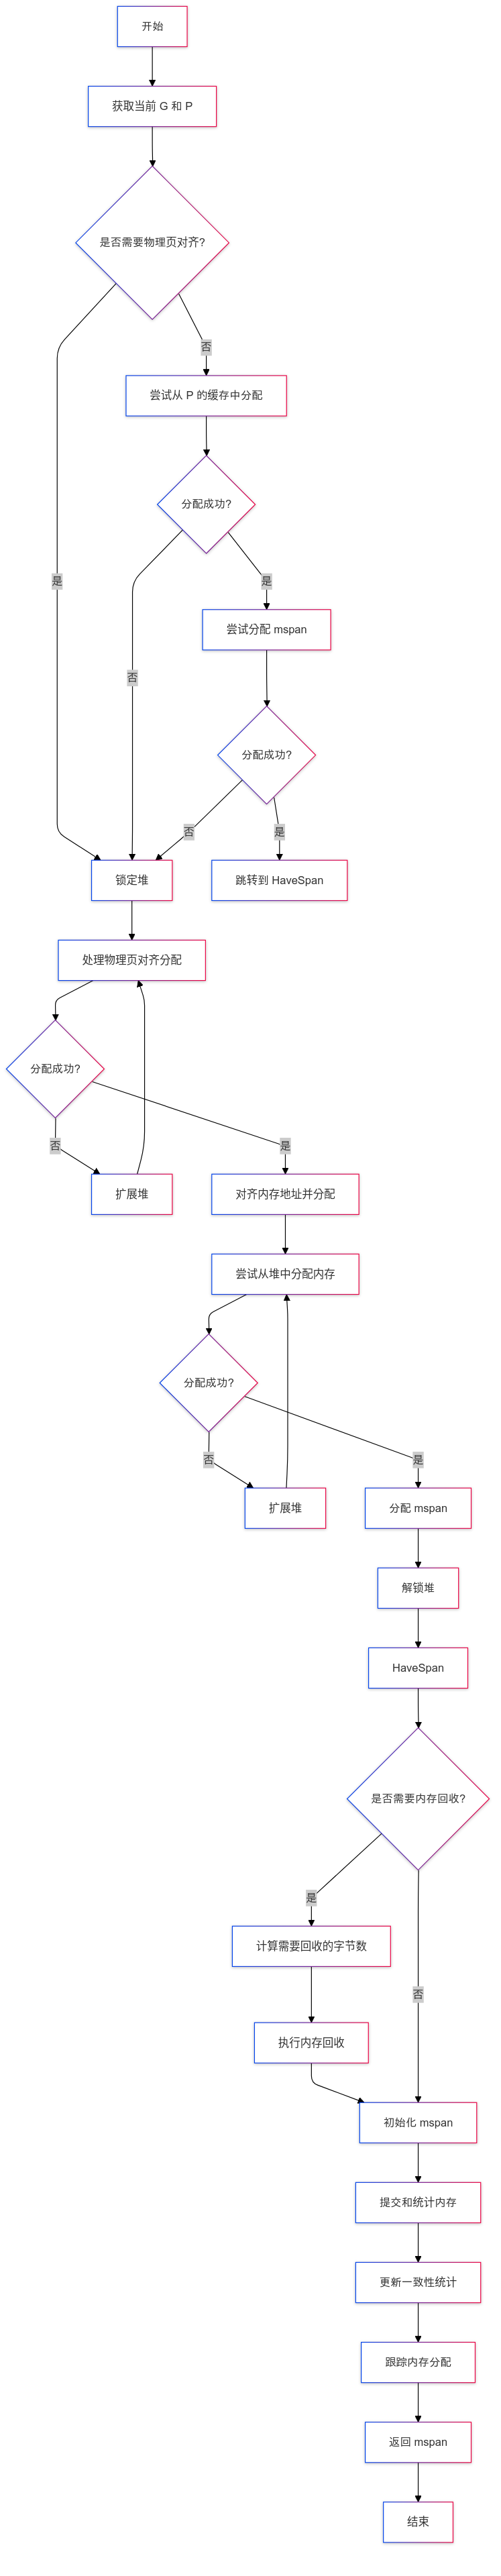 开始
获取当前 G 和 P
是否需要物理页对齐?
否
尝试从 P 的缓存中分配
分配成功?
是
是
尝试分配 mspan
否
分配成功?
否
是
锁定堆
跳转到 HaveSpan
处理物理页对齐分配
分配成功?
否
是
扩展堆
对齐内存地址并分配
尝试从堆中分配内存
分配成功?
否
是
扩展堆
分配 mspan
解锁堆
HaveSpan
是否需要内存回收?
是
计算需要回收的字节数
否
执行内存回收
初始化 mspan
提交和统计内存
更新一致性统计
跟踪内存分配
返回 mspan
结束